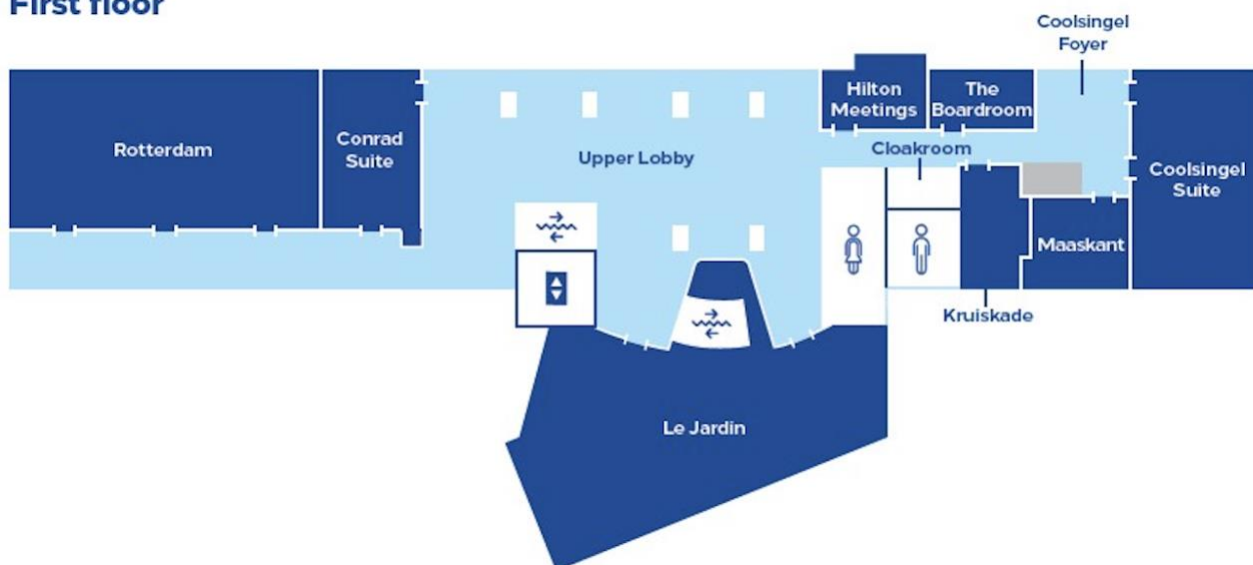 First floor
Coolsingel
Foyer
Hilton
Meetings
The
Boardroom
Rotterdam
Conrad
Suite
Upper Lobby
Cloakroom
Coolsingel
Suite
Maaskant
Kruiskade
Le Jardin